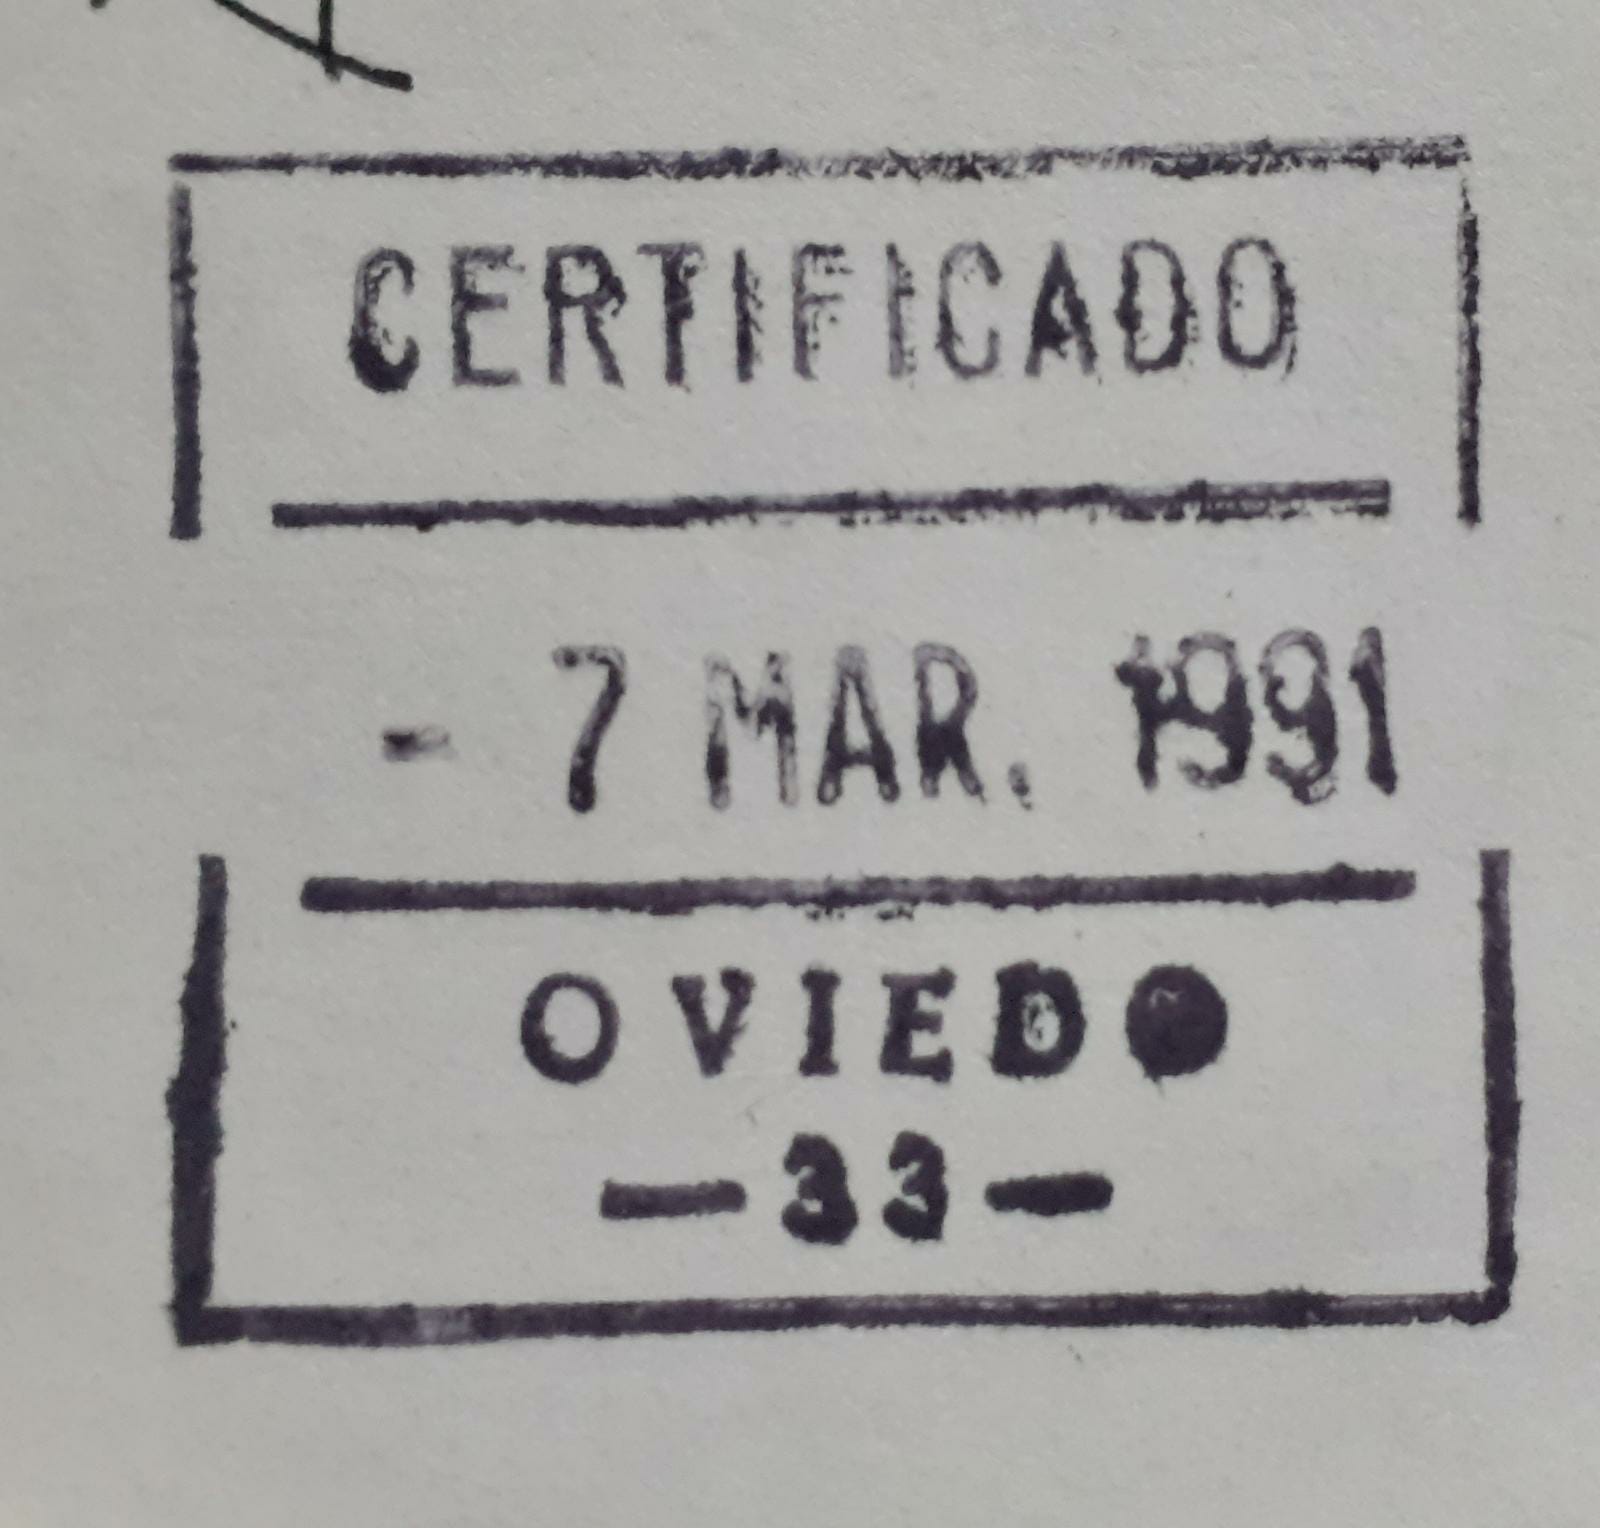 CERTIFICADO
- 7 MAR. 1991
OVIEDO
— 33 —